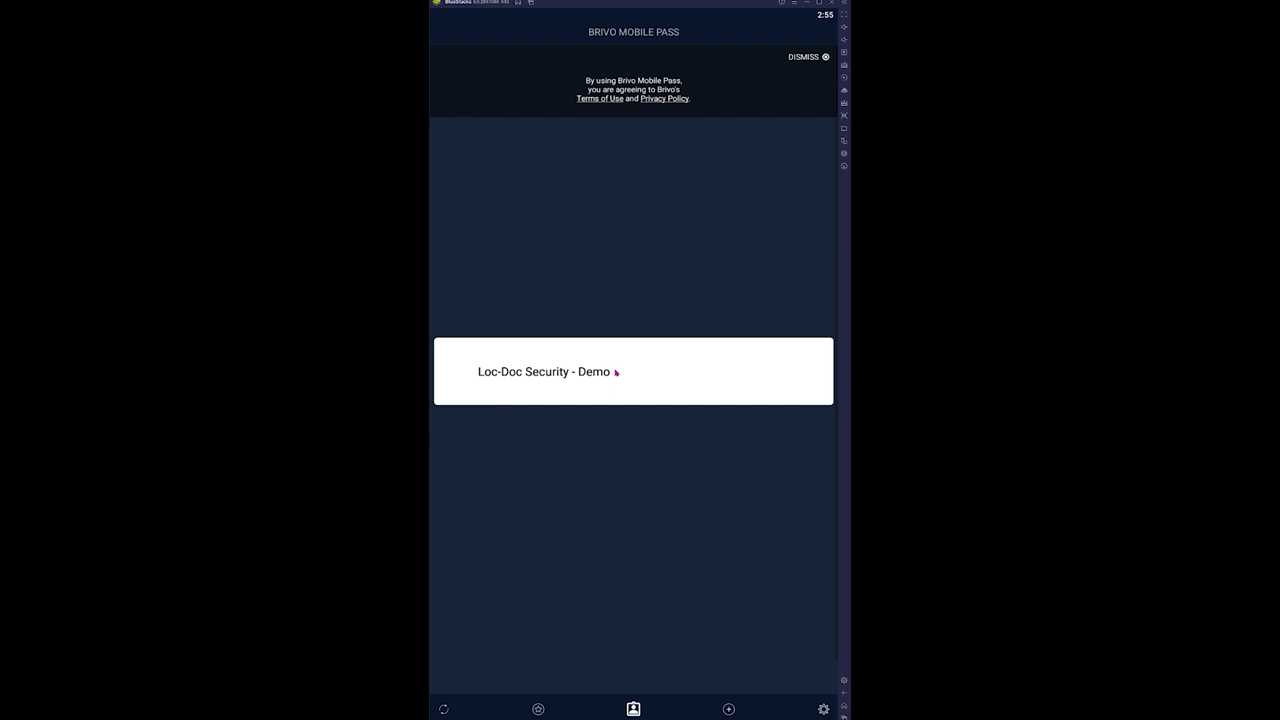 2:55
BRIVO MOBILE PASS
DISMISS
By using Brivo Mobile Pass,
you are agreeing to Brivo's
Terms of Use and Privacy Policy.
Loc-Doc Security - Demo